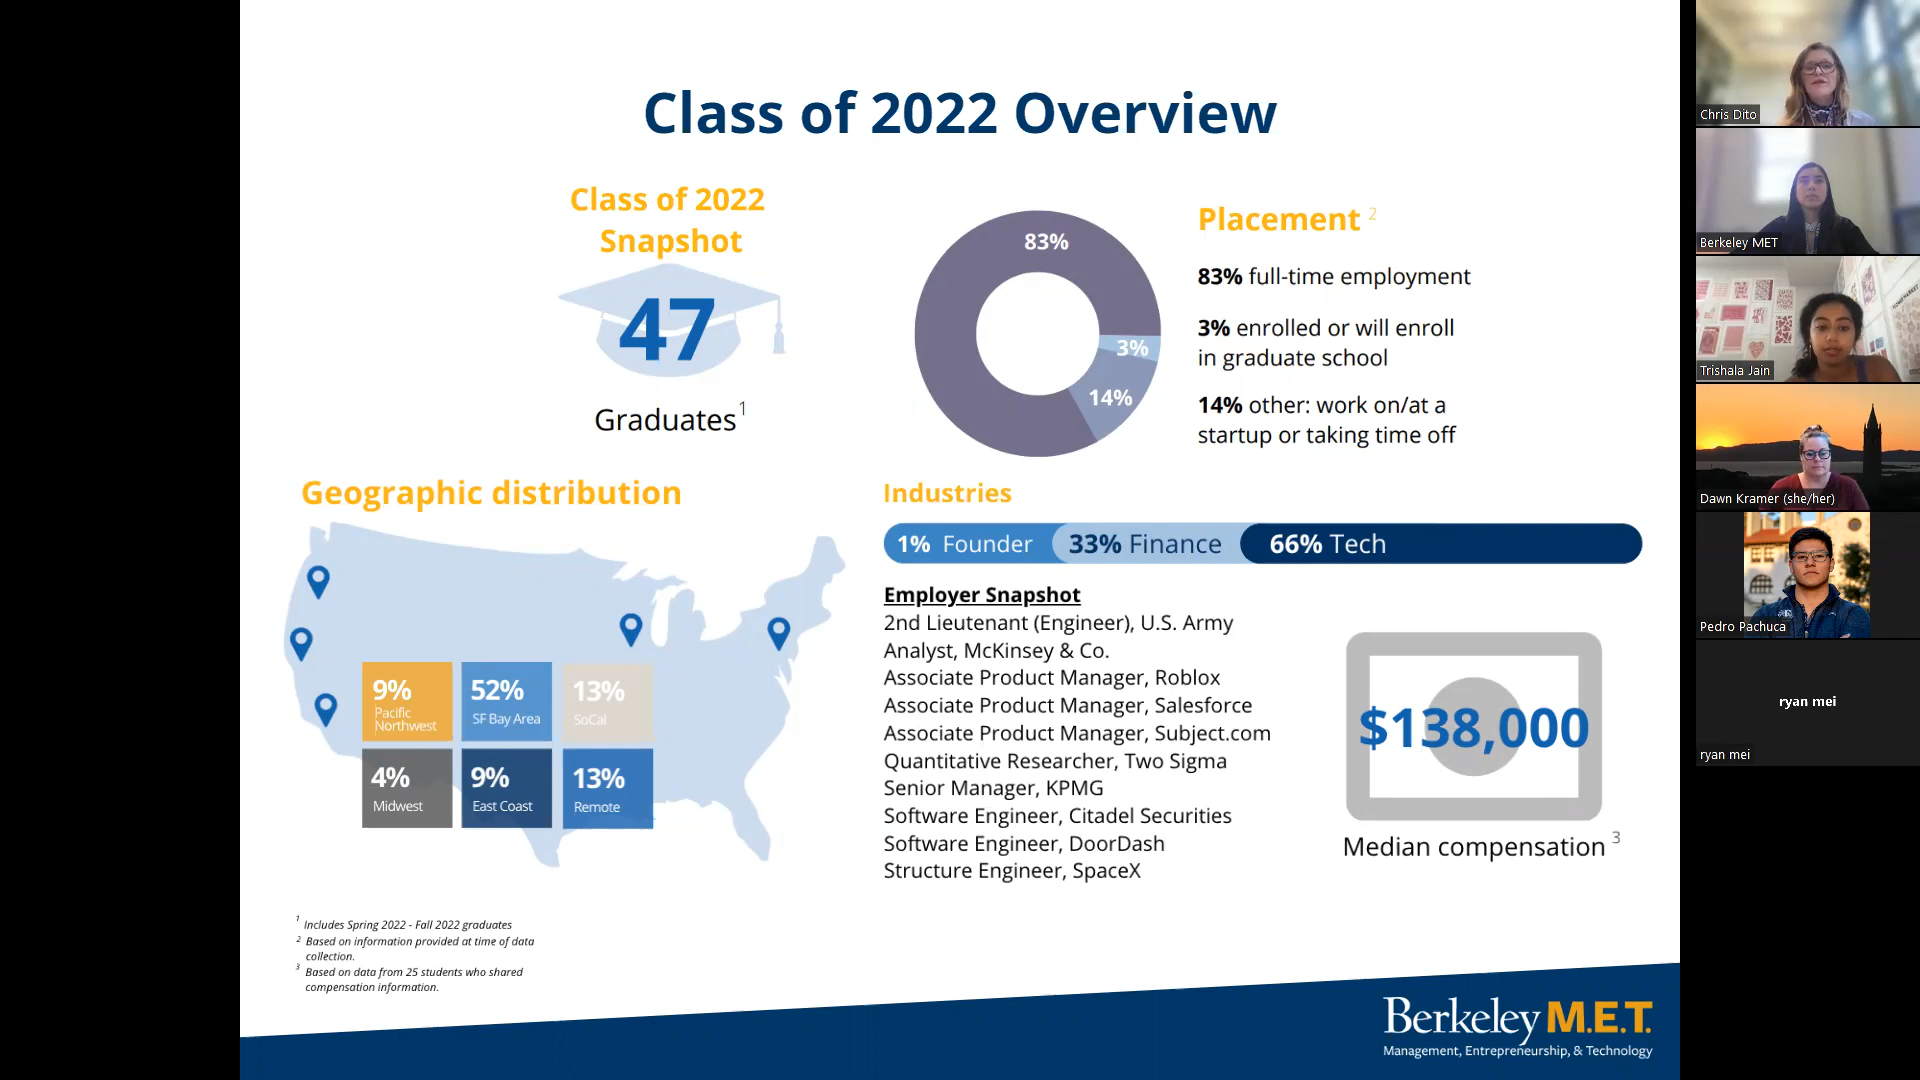 Class of 2022 Overview
Class of 2022
Snapshot
47
Graduates 1
83%
3%
14%
Placement 2
83% full-time employment
3% enrolled or will enroll
in graduate school
14% other: work on/at a
startup or taking time off
Geographic distribution
9%
Pacific
Northwest
52%
SF Bay Area
13%
SoCal
4%
Midwest
9%
East Coast
13%
Remote
Industries
1% Founder
33% Finance
66% Tech
Employer Snapshot
2nd Lieutenant (Engineer), U.S. Army
Analyst, McKinsey & Co.
Associate Product Manager, Roblox
Associate Product Manager, Salesforce
Associate Product Manager, Subject.com
Quantitative Researcher, Two Sigma
Senior Manager, KPMG
Software Engineer, Citadel Securities
Software Engineer, DoorDash
Structure Engineer, SpaceX
$138,000
Median compensation 3
1 Includes Spring 2022 - Fall 2022 graduates
2 Based on information provided at time of data
collection.
3 Based on data from 25 students who shared
compensation information.
Berkeley M.E.T.
Management, Entrepreneurship, & Technology
Chris Dito
Berkeley MET
Trishala Jain
Dawn Kramer (she/her)
Pedro Pachuca
ryan mei
ryan mei